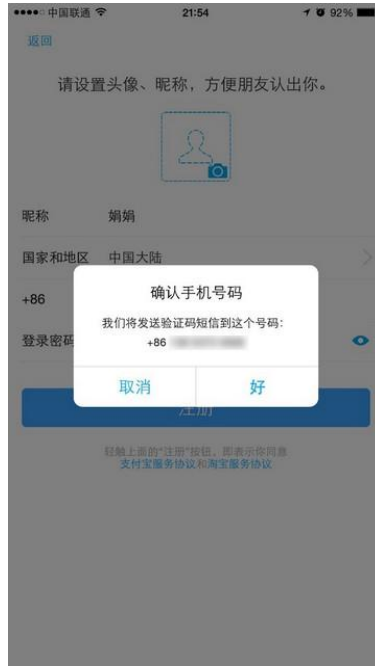 中国联通 21:54 92%
返回
请设置头像、昵称，方便朋友认出你。
昵称 娟娟
国家和地区 中国大陆
+86
登录密码
确认手机号码
我们将发送验证码短信到这个号码：
+86
取消 好
注册
轻触上面的“注册”按钮，即表示你同意
支付宝服务协议和淘宝服务协议